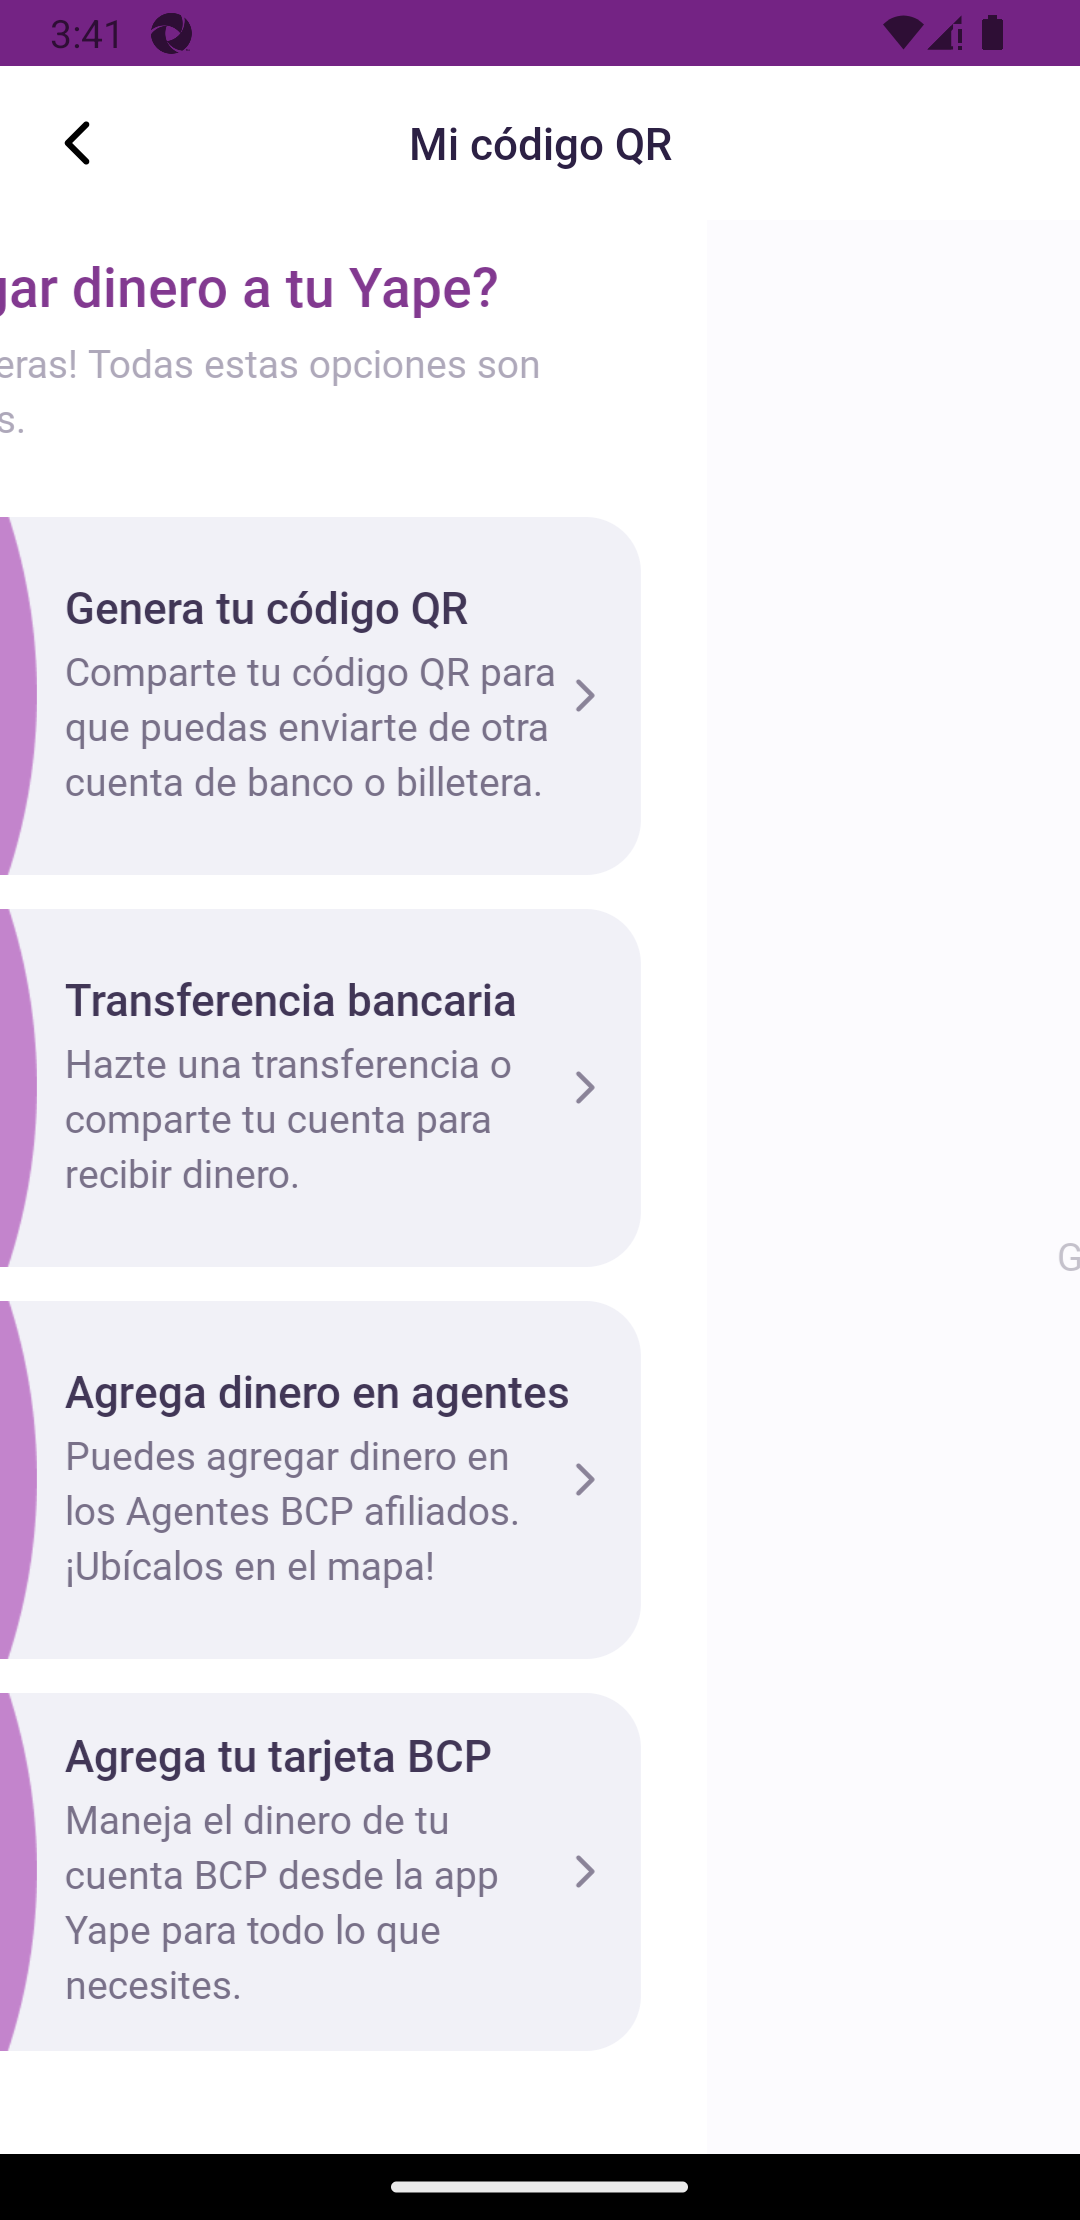 3:41
Mi código QR
gar dinero a tu Yape?
eras! Todas estas opciones son
s.
Genera tu código QR
Comparte tu código QR para
que puedas enviarte de otra
cuenta de banco o billetera.
Transferencia bancaria
Hazte una transferencia o
comparte tu cuenta para
recibir dinero.
G
Agrega dinero en agentes
Puedes agregar dinero en
los Agentes BCP afiliados.
¡Ubícalos en el mapa!
Agrega tu tarjeta BCP
Maneja el dinero de tu
cuenta BCP desde la app
Yape para todo lo que
necesites.